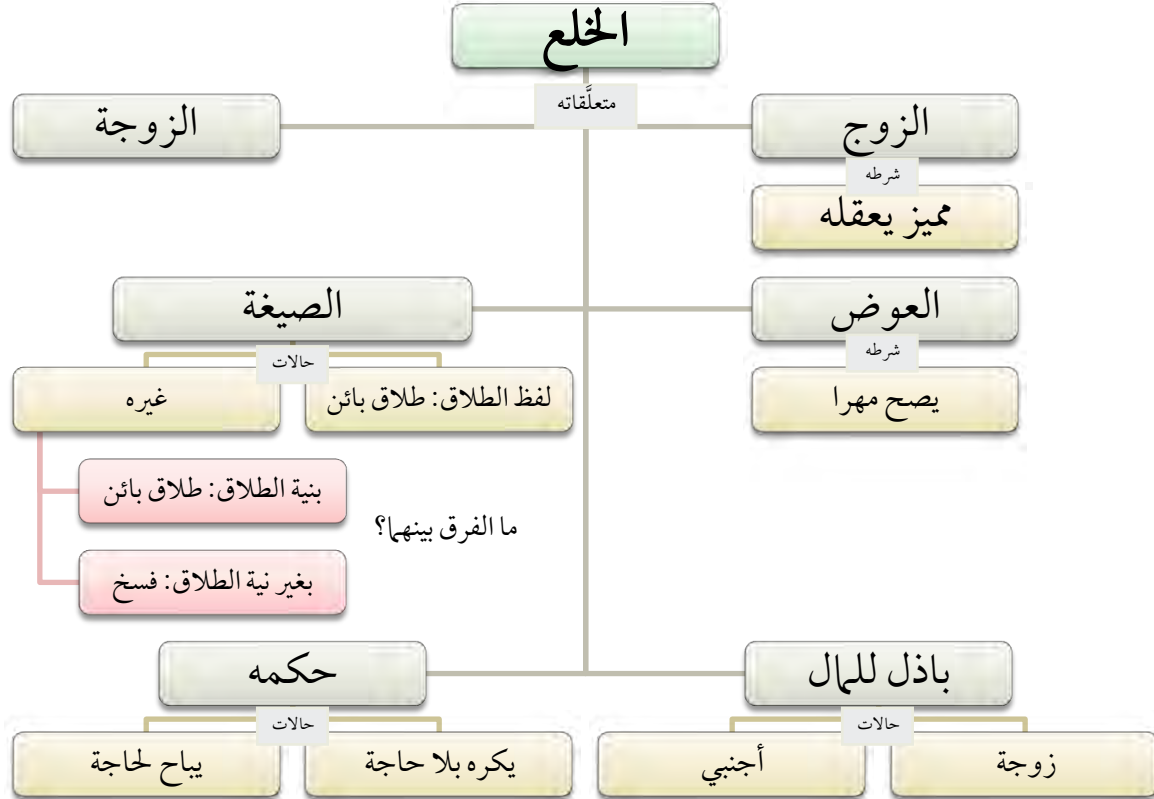 الخلع
متعلَّقاته
الزوج
الزوجة
شرطه
مميز يعقله
العوض
الصيغة
شرطه
حالات
يصح مهرا
لفظ الطلاق: طلاق بائن
غيره
بنية الطلاق: طلاق بائن
ما الفرق بينهما؟
بغير نية الطلاق: فسخ
باذل للمال
حكمه
حالات
حالات
زوجة
أجنبي
يكره بلا حاجة
يباح لحاجة